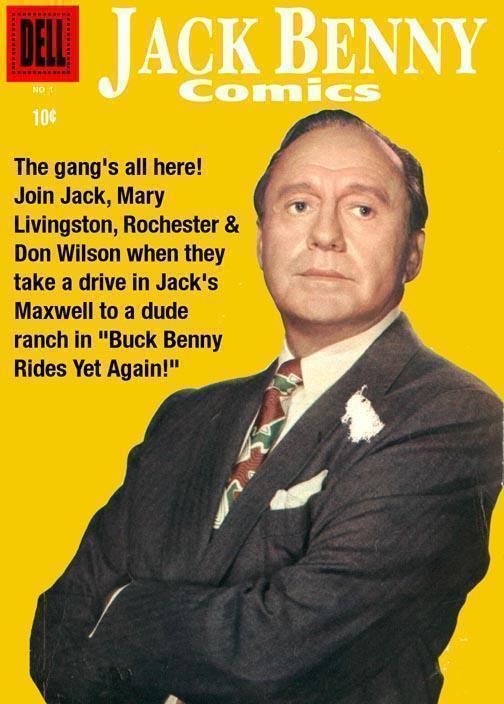 DELL
NO 1
10¢
JACK BENNY
Comics
The gang's all here!
Join Jack, Mary
Livingston, Rochester &
Don Wilson when they
take a drive in Jack's
Maxwell to a dude
ranch in "Buck Benny
Rides Yet Again!"